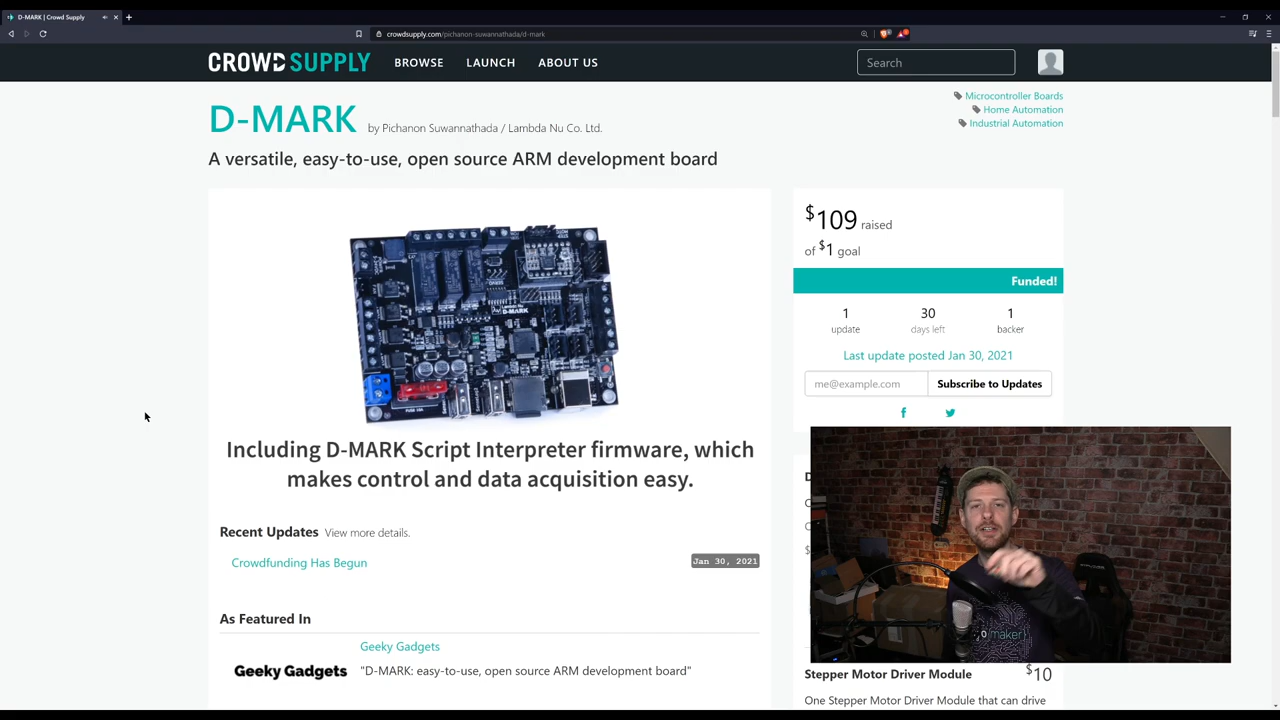 D-MARK | Crowd Supply
crowdsupply.com/pichanon-suwannathada/d-mark
CROWD SUPPLY
BROWSE
LAUNCH
ABOUT US
Search
D-MARK by Pichanon Suwannathada / Lambda Nu Co. Ltd.
A versatile, easy-to-use, open source ARM development board
Microcontroller Boards
Home Automation
Industrial Automation
Lambda Nu
D-MARK
Including D-MARK Script Interpreter firmware, which
makes control and data acquisition easy.
Recent Updates View more details.
Crowdfunding Has Begun
Jan 30, 2021
As Featured In
Geeky Gadgets
Geeky Gadgets
"D-MARK: easy-to-use, open source ARM development board"
$109 raised
of $1 goal
Funded!
1 30 1
update days left backer
Last update posted Jan 30, 2021
me@example.com
Subscribe to Updates
maker
Stepper Motor Driver Module $10
One Stepper Motor Driver Module that can drive